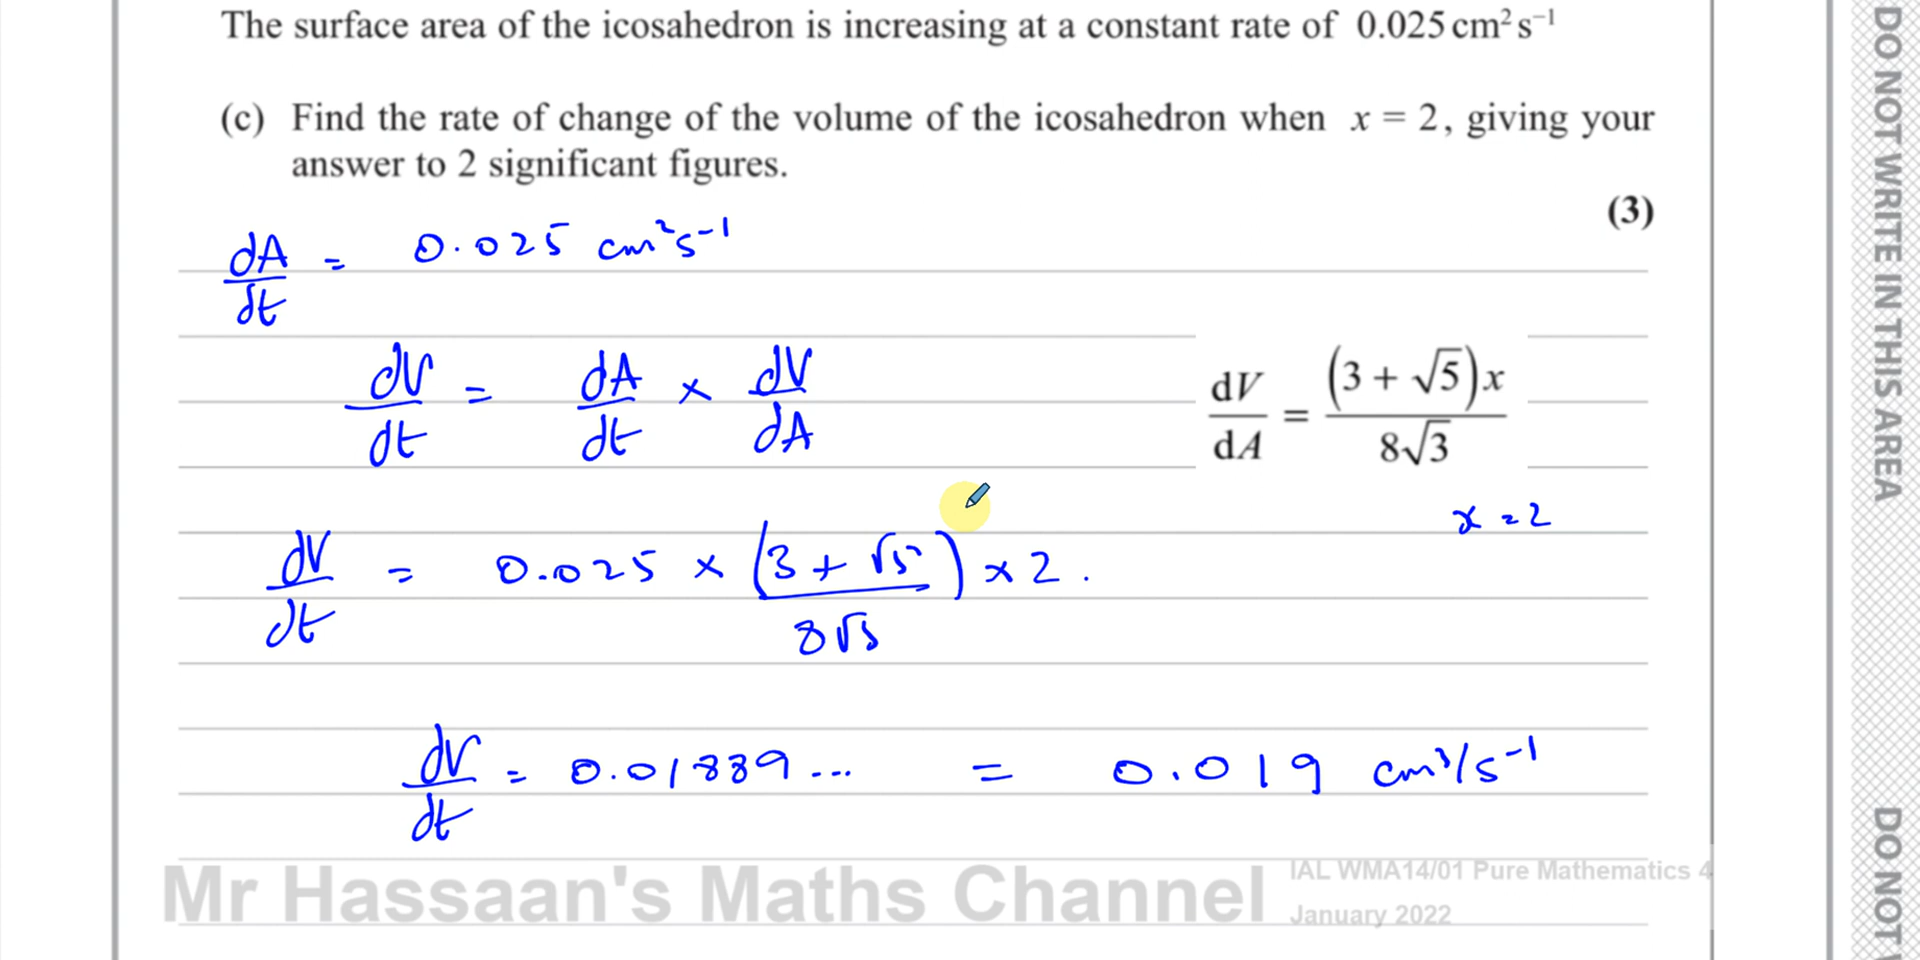 The surface area of the icosahedron is increasing at a constant rate of 0.025 cm² s⁻¹
(c) Find the rate of change of the volume of the icosahedron when x = 2, giving your
answer to 2 significant figures.
(3)
dA/dt = 0.025 cm²s⁻¹
dV/dt = dA/dt × dV/dA
dV/dA = (3 + √5)x / 8√3
x = 2
dV/dt = 0.025 × (3 + √5 / 8√3) × 2.
dV/dt = 0.01889... = 0.019 cm³/s⁻¹
Mr Hassaan's Maths Channel
IAL WMA14/01 Pure Mathematics 4
January 2022
DO NOT WRITE IN THIS AREA
DO NOT